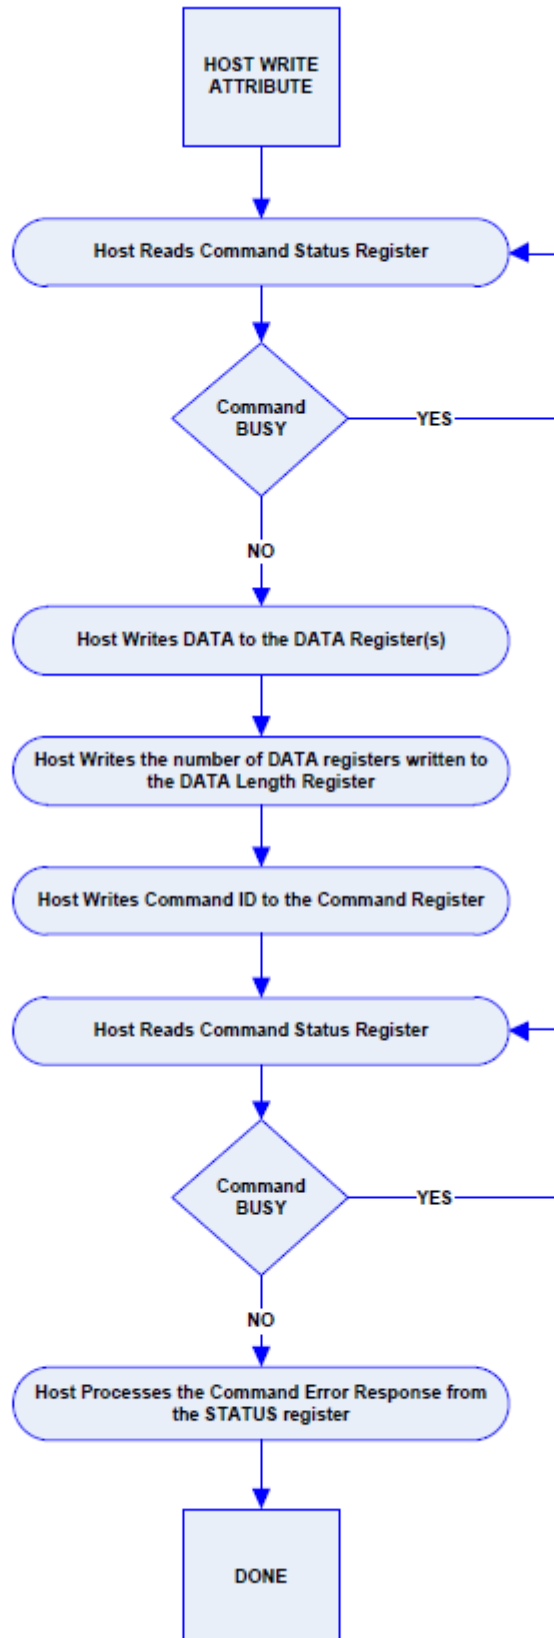 HOST WRITE
ATTRIBUTE
Host Reads Command Status Register
Command
BUSY
YES
NO
Host Writes DATA to the DATA Register(s)
Host Writes the number of DATA registers written to
the DATA Length Register
Host Writes Command ID to the Command Register
Host Reads Command Status Register
Command
BUSY
YES
NO
Host Processes the Command Error Response from
the STATUS register
DONE